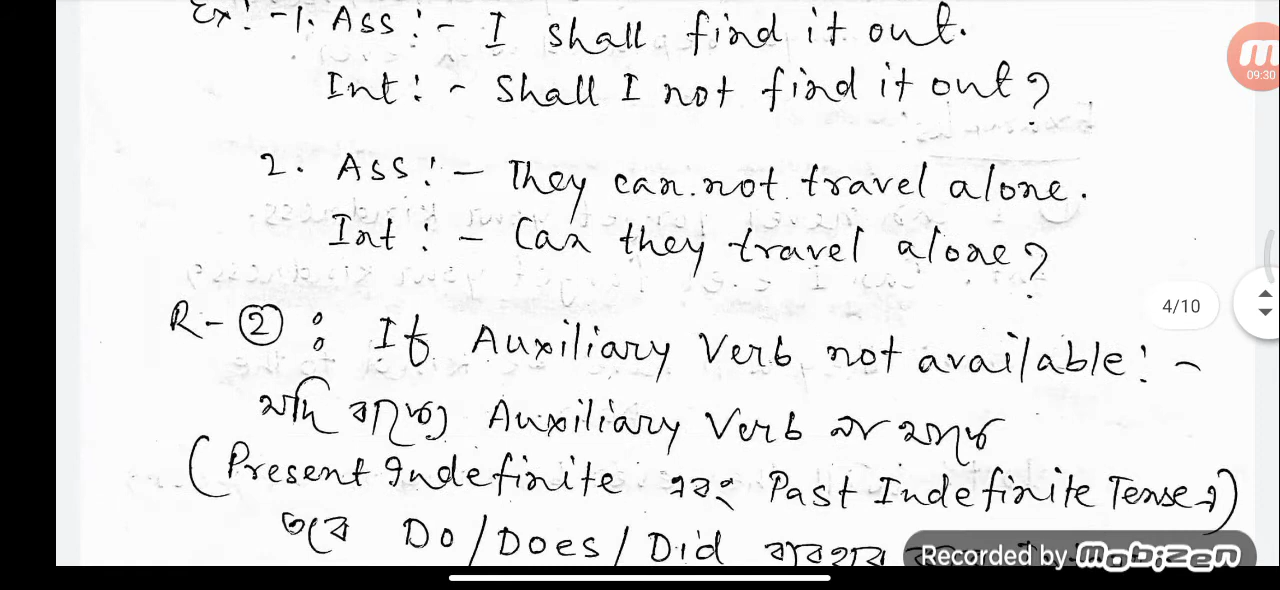 Ex:-1. Ass:- I shall find it out.
Int:- Shall I not find it out?
2. Ass:- They can not travel alone.
Int:- Can they travel alone?
R-②: If Auxiliary Verb not available:-
যদি বাক্যে Auxiliary Verb না থাকে
(Present Indefinite এবং Past Indefinite Tense এ)
তবে Do/Does/Did ব্যবহার
09:30
4/10
Recorded by mobizen